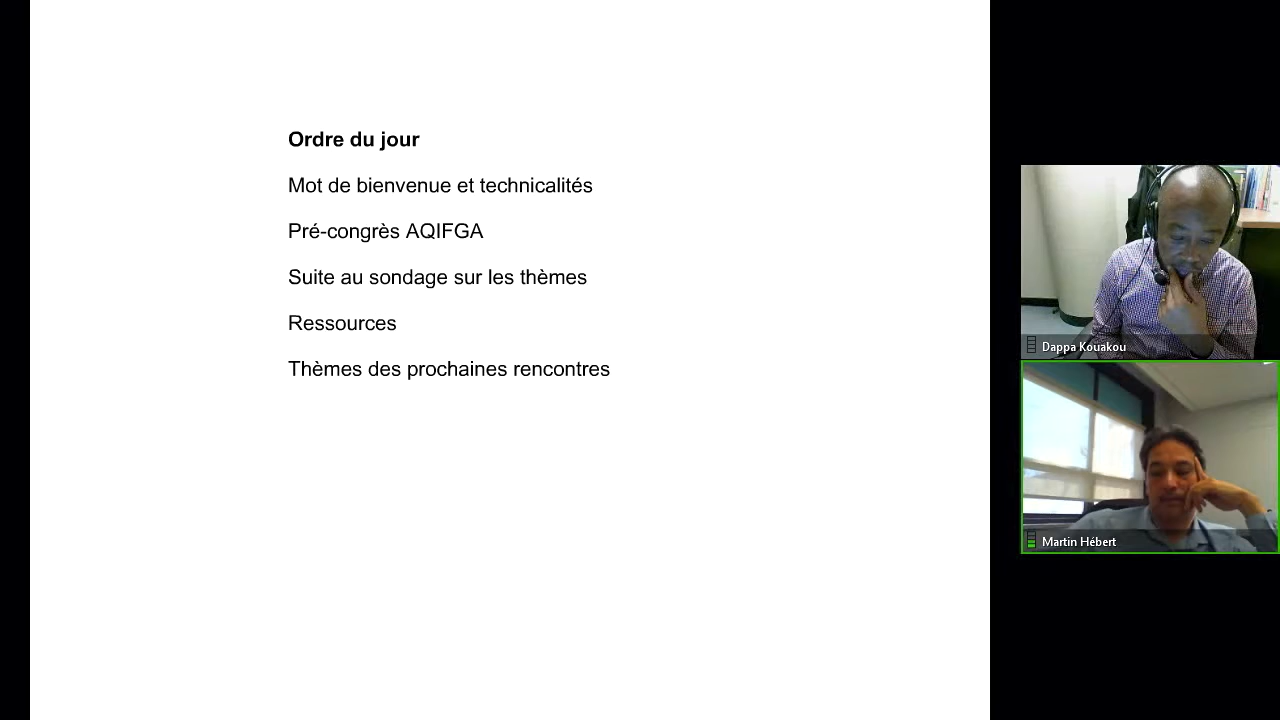 Ordre du jour
Mot de bienvenue et technicalités
Pré-congrès AQIFGA
Suite au sondage sur les thèmes
Ressources
Thèmes des prochaines rencontres
Dappa Kouakou
Martin Hébert